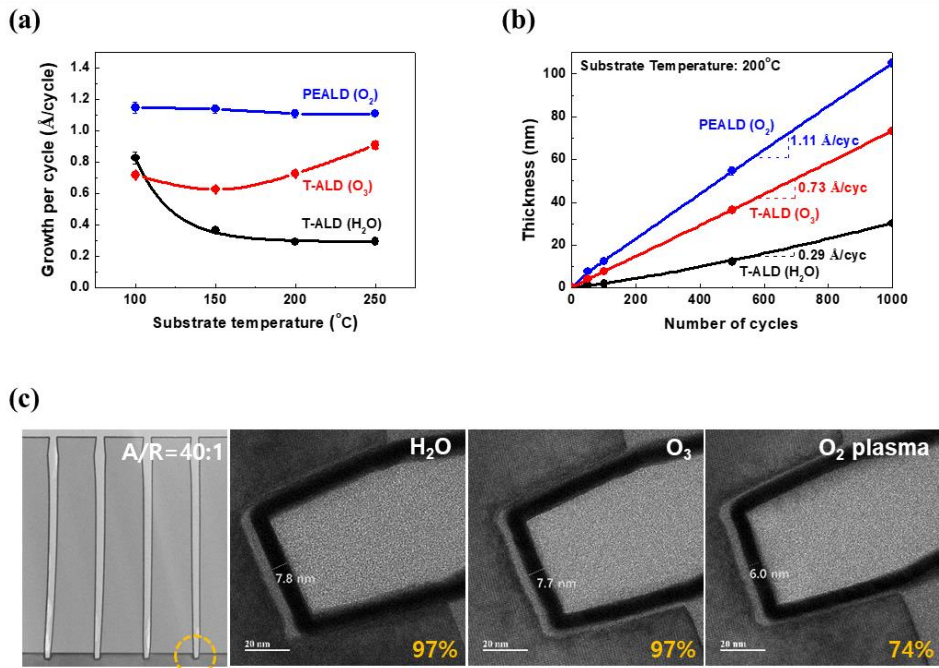 (a)
Growth per cycle (Å/cycle)
1.4
1.2
1.0
0.8
0.6
0.4
0.2
0.0
PEALD (O₂)
T-ALD (O₃)
T-ALD (H₂O)
100
150
200
250
Substrate temperature (°C)
(b)
Thickness (nm)
100
80
60
40
20
0
Substrate Temperature: 200°C
PEALD (O₂)
1.11 Å/cyc
0.73 Å/cyc
T-ALD (O₃)
0.29 Å/cyc
T-ALD (H₂O)
0
200
400
600
800
1000
Number of cycles
(c)
A/R=40:1
H₂O
7.8 nm
20 nm
97%
O₃
7.7 nm
20 nm
97%
O₂ plasma
6.0 nm
20 nm
74%